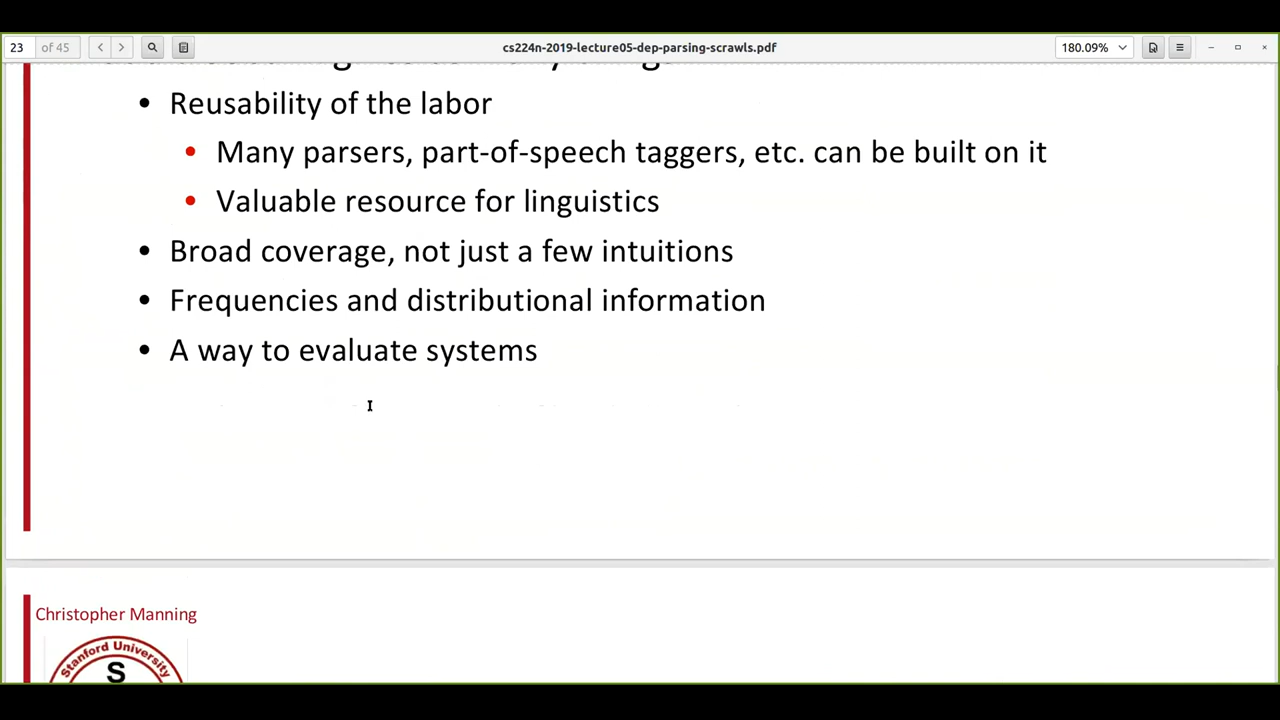 23 of 45
cs224n-2019-lecture05-dep-parsing-scrawls.pdf
180.09%
• Reusability of the labor
• Many parsers, part-of-speech taggers, etc. can be built on it
• Valuable resource for linguistics
• Broad coverage, not just a few intuitions
• Frequencies and distributional information
• A way to evaluate systems
Christopher Manning
Stanford University
S